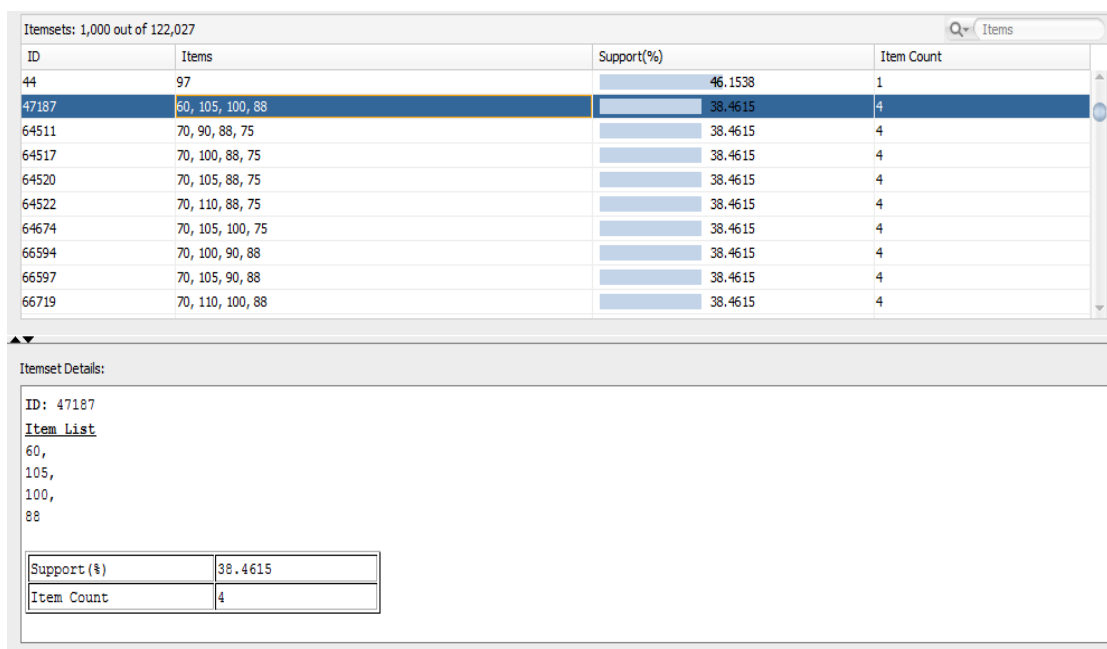 Itemsets: 1,000 out of 122,027 Items
ID Items Support(%) Item Count
44 97 46.1538 1
47187 60, 105, 100, 88 38.4615 4
64511 70, 90, 88, 75 38.4615 4
64517 70, 100, 88, 75 38.4615 4
64520 70, 105, 88, 75 38.4615 4
64522 70, 110, 88, 75 38.4615 4
64674 70, 105, 100, 75 38.4615 4
66594 70, 100, 90, 88 38.4615 4
66597 70, 105, 90, 88 38.4615 4
66719 70, 110, 100, 88 38.4615 4
Itemset Details:
ID: 47187
Item List
60,
105,
100,
88
Support(%) 38.4615
Item Count 4